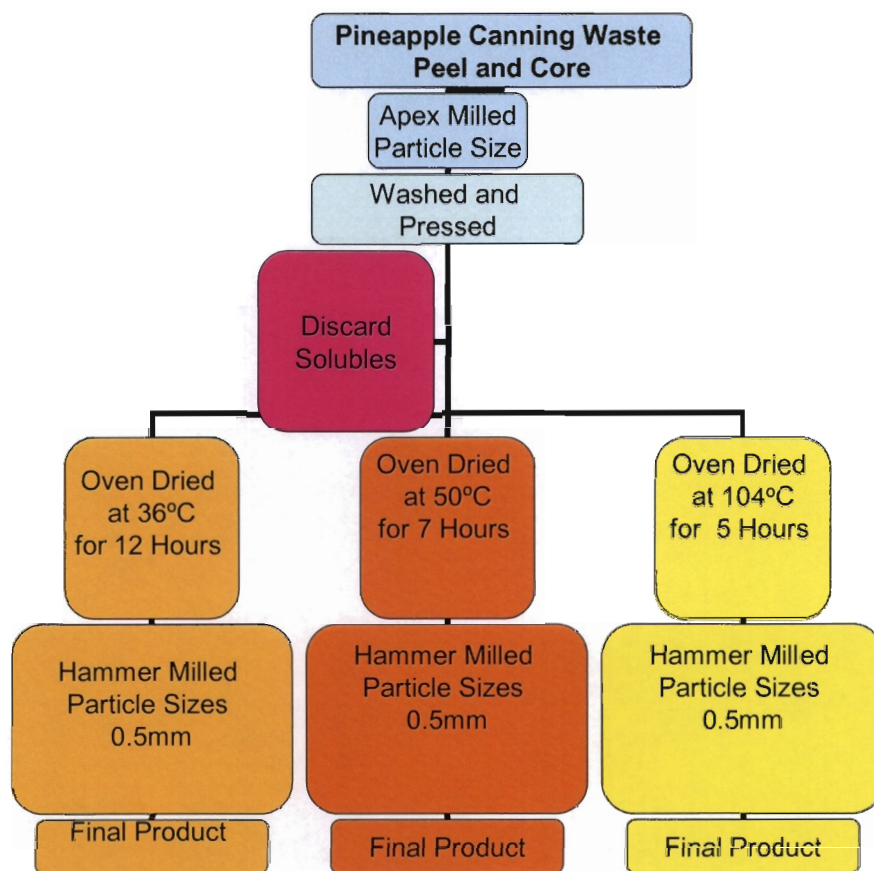 Pineapple Canning Waste
Peel and Core
Apex Milled
Particle Size
Washed and
Pressed
Discard
Solubles
Oven Dried
at 36ºC
for 12 Hours
Oven Dried
at 50ºC
for 7 Hours
Oven Dried
at 104ºC
for 5 Hours
Hammer Milled
Particle Sizes
0.5mm
Hammer Milled
Particle Sizes
0.5mm
Hammer Milled
Particle Sizes
0.5mm
Final Product
Final Product
Final Product